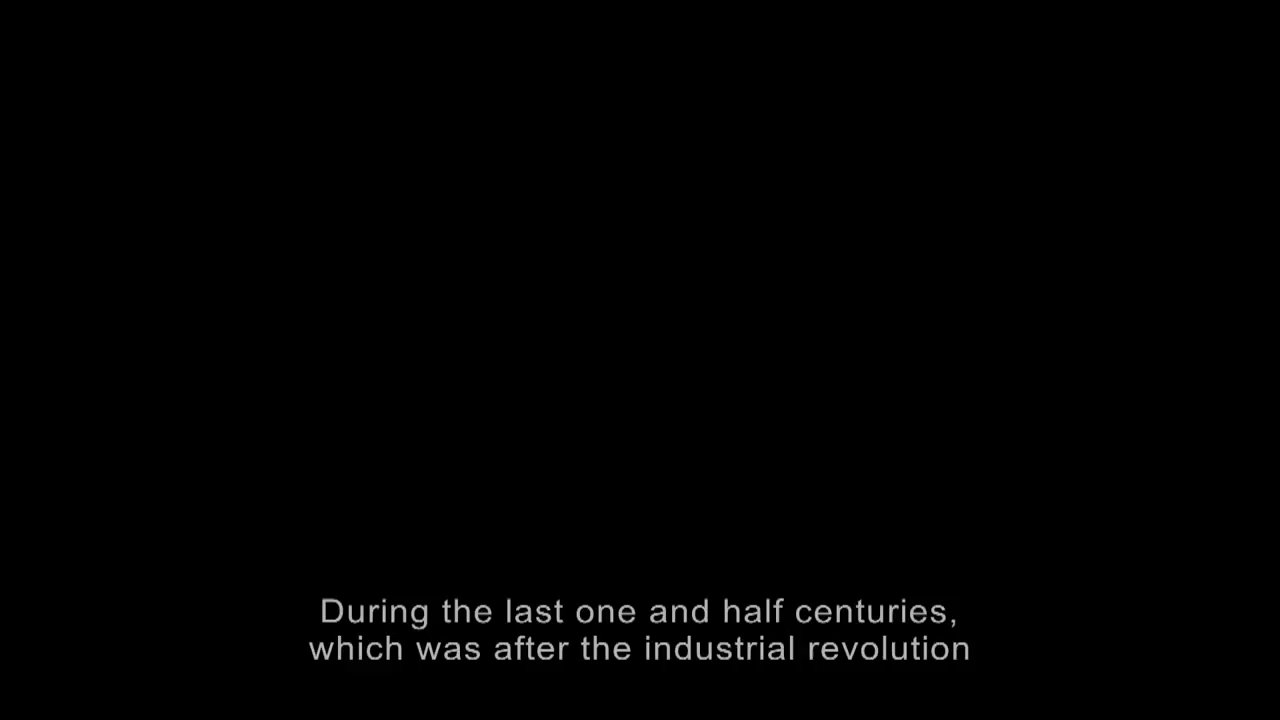 During the last one and half centuries,
which was after the industrial revolution